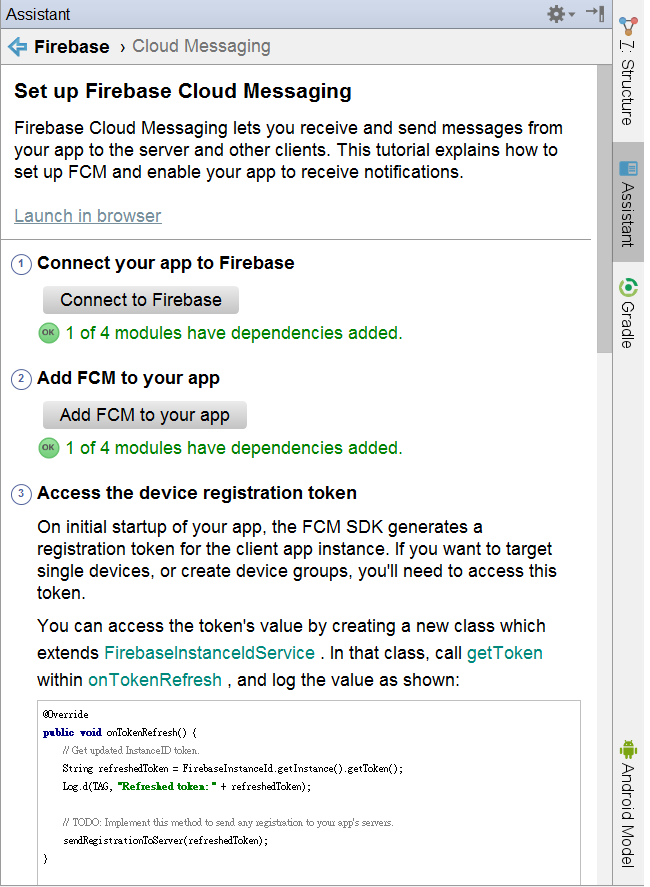 Assistant
Firebase › Cloud Messaging
Set up Firebase Cloud Messaging
Firebase Cloud Messaging lets you receive and send messages from
your app to the server and other clients. This tutorial explains how to
set up FCM and enable your app to receive notifications.
Launch in browser
1 Connect your app to Firebase
Connect to Firebase
OK 1 of 4 modules have dependencies added.
2 Add FCM to your app
Add FCM to your app
OK 1 of 4 modules have dependencies added.
3 Access the device registration token
On initial startup of your app, the FCM SDK generates a
registration token for the client app instance. If you want to target
single devices, or create device groups, you'll need to access this
token.
You can access the token's value by creating a new class which
extends FirebaseInstanceIdService . In that class, call getToken
within onTokenRefresh , and log the value as shown:
@Override
public void onTokenRefresh() {
// Get updated InstanceID token.
String refreshedToken = FirebaseInstanceId.getInstance().getToken();
Log.d(TAG, "Refreshed token: " + refreshedToken);
// TODO: Implement this method to send any registration to your app's servers.
sendRegistrationToServer(refreshedToken);
}
7: Structure
Assistant
Gradle
Android Model